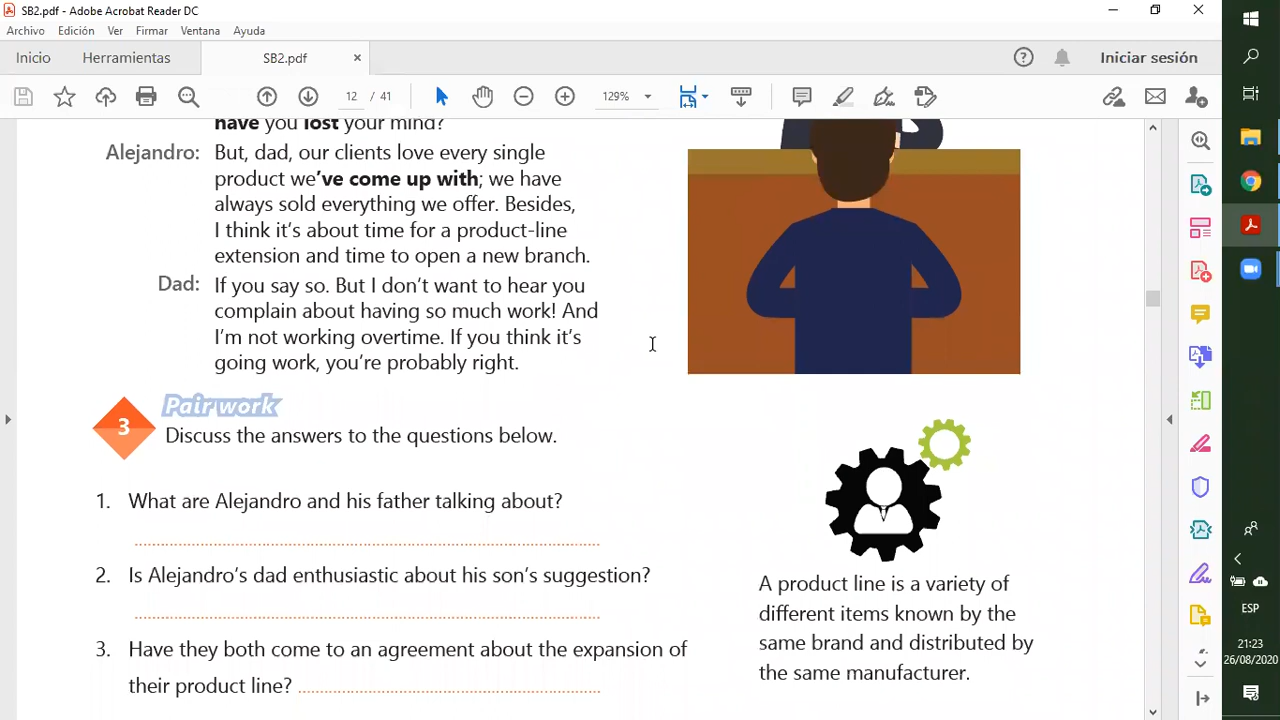 SB2.pdf - Adobe Acrobat Reader DC
Archivo Edición Ver Firmar Ventana Ayuda
Inicio Herramientas SB2.pdf × Iniciar sesión
12 / 41 129%
have you lost your mind?
Alejandro: But, dad, our clients love every single
product we've come up with; we have
always sold everything we offer. Besides,
I think it's about time for a product-line
extension and time to open a new branch.
Dad: If you say so. But I don't want to hear you
complain about having so much work! And
I'm not working overtime. If you think it's
going work, you're probably right.
3
Pair work
Discuss the answers to the questions below.
1. What are Alejandro and his father talking about?
2. Is Alejandro's dad enthusiastic about his son's suggestion?
3. Have they both come to an agreement about the expansion of
their product line?
A product line is a variety of
different items known by the
same brand and distributed by
the same manufacturer.
ESP
21:23
26/08/2020